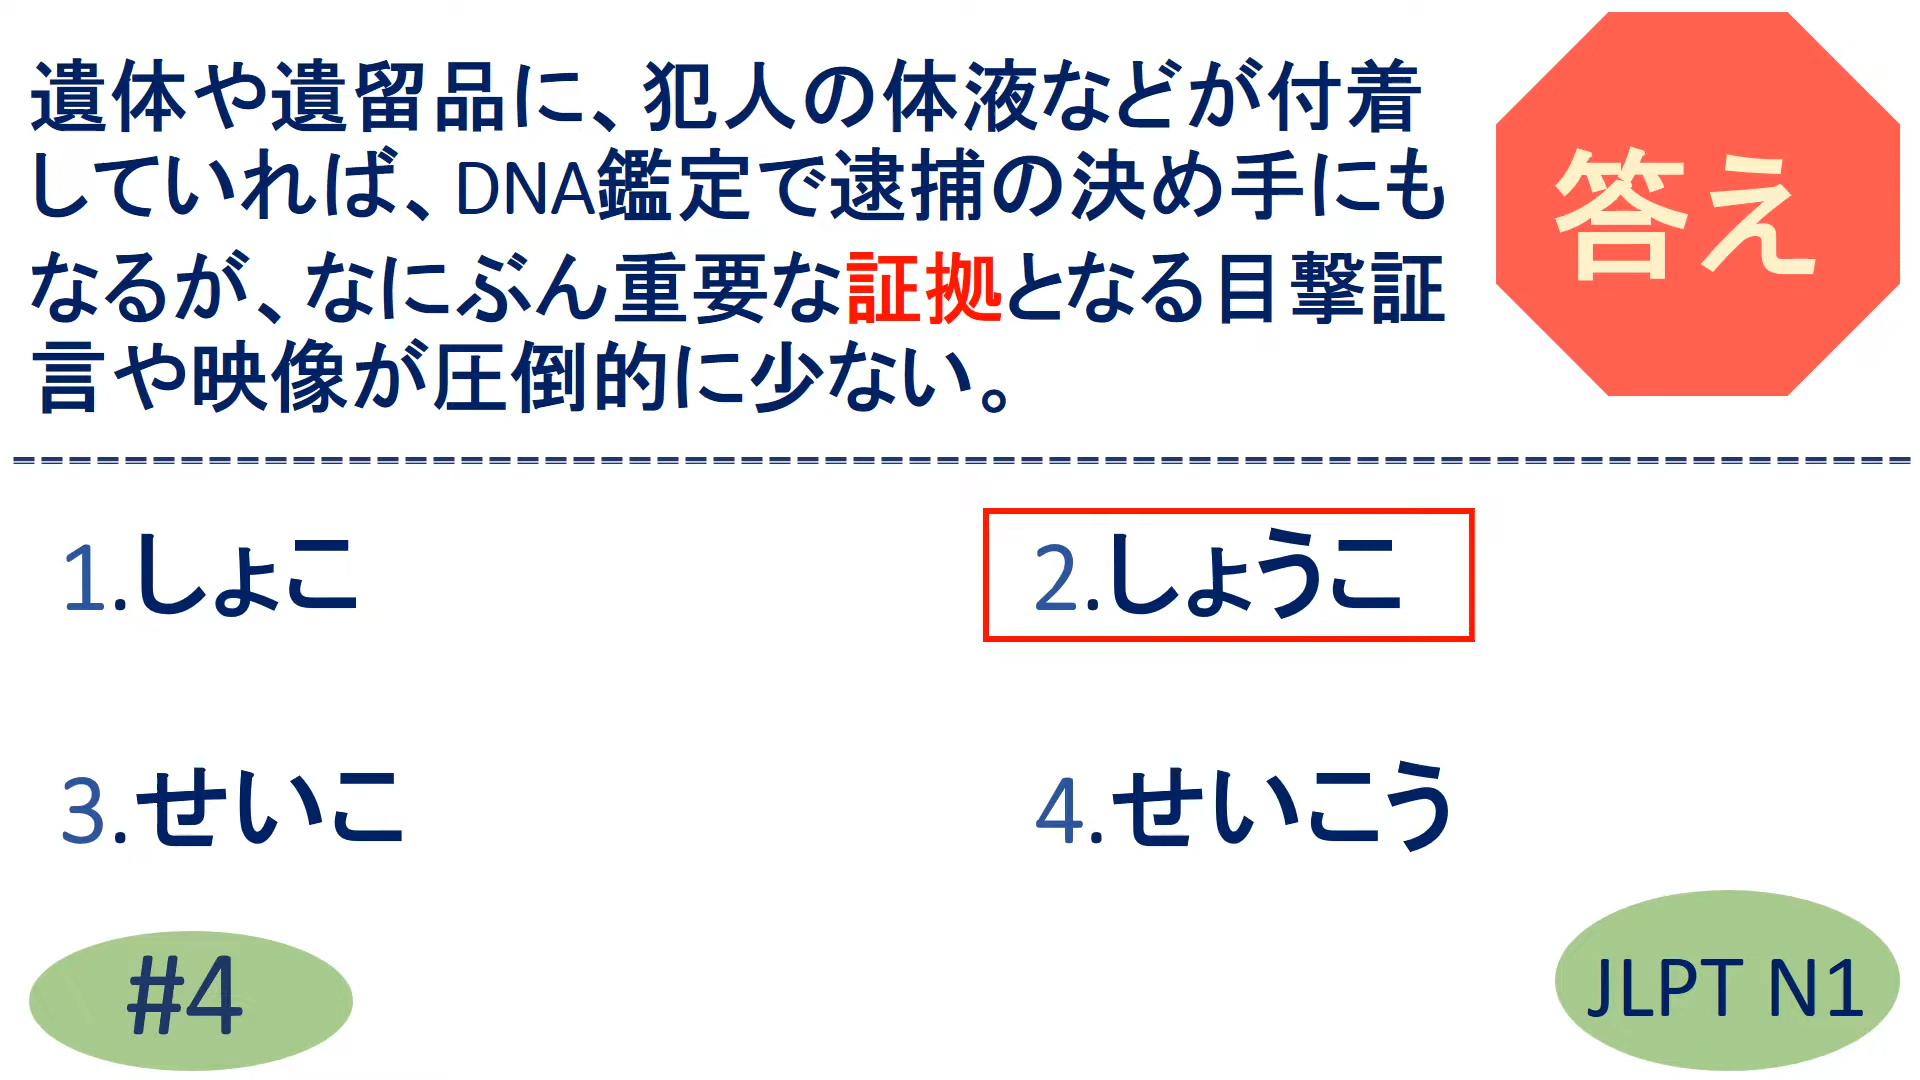 遺体や遺留品に、犯人の体液などが付着
していれば、DNA鑑定で逮捕の決め手にも
なるが、なにぶん重要な証拠となる目撃証
言や映像が圧倒的に少ない。
答え
1.しょこ
2.しょうこ
3.せいこ
4.せいこう
#4
JLPT N1